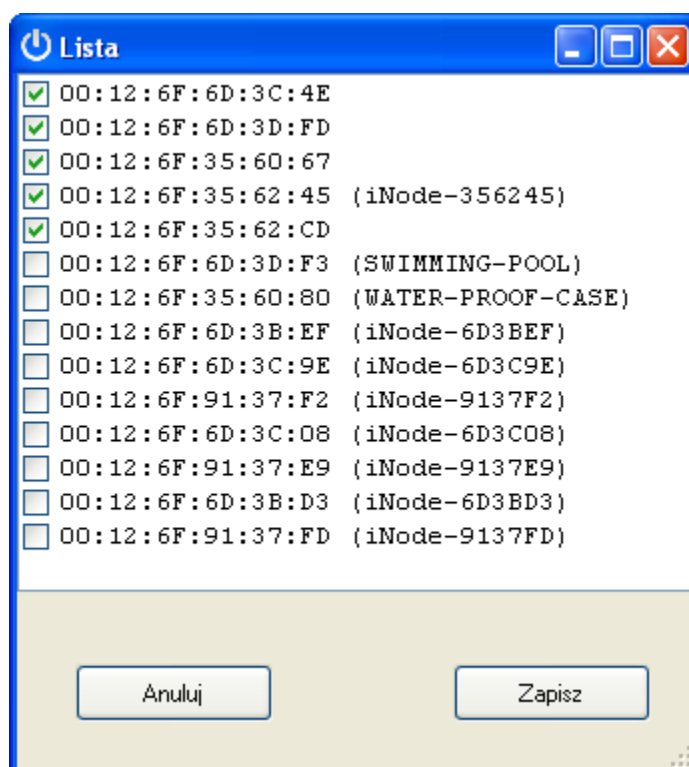 Lista
00:12:6F:6D:3C:4E
00:12:6F:6D:3D:FD
00:12:6F:35:60:67
00:12:6F:35:62:45 (iNode-356245)
00:12:6F:35:62:CD
00:12:6F:6D:3D:F3 (SWIMMING-POOL)
00:12:6F:35:60:80 (WATER-PROOF-CASE)
00:12:6F:6D:3B:EF (iNode-6D3BEF)
00:12:6F:6D:3C:9E (iNode-6D3C9E)
00:12:6F:91:37:F2 (iNode-9137F2)
00:12:6F:6D:3C:08 (iNode-6D3C08)
00:12:6F:91:37:E9 (iNode-9137E9)
00:12:6F:6D:3B:D3 (iNode-6D3BD3)
00:12:6F:91:37:FD (iNode-9137FD)
Anuluj Zapisz